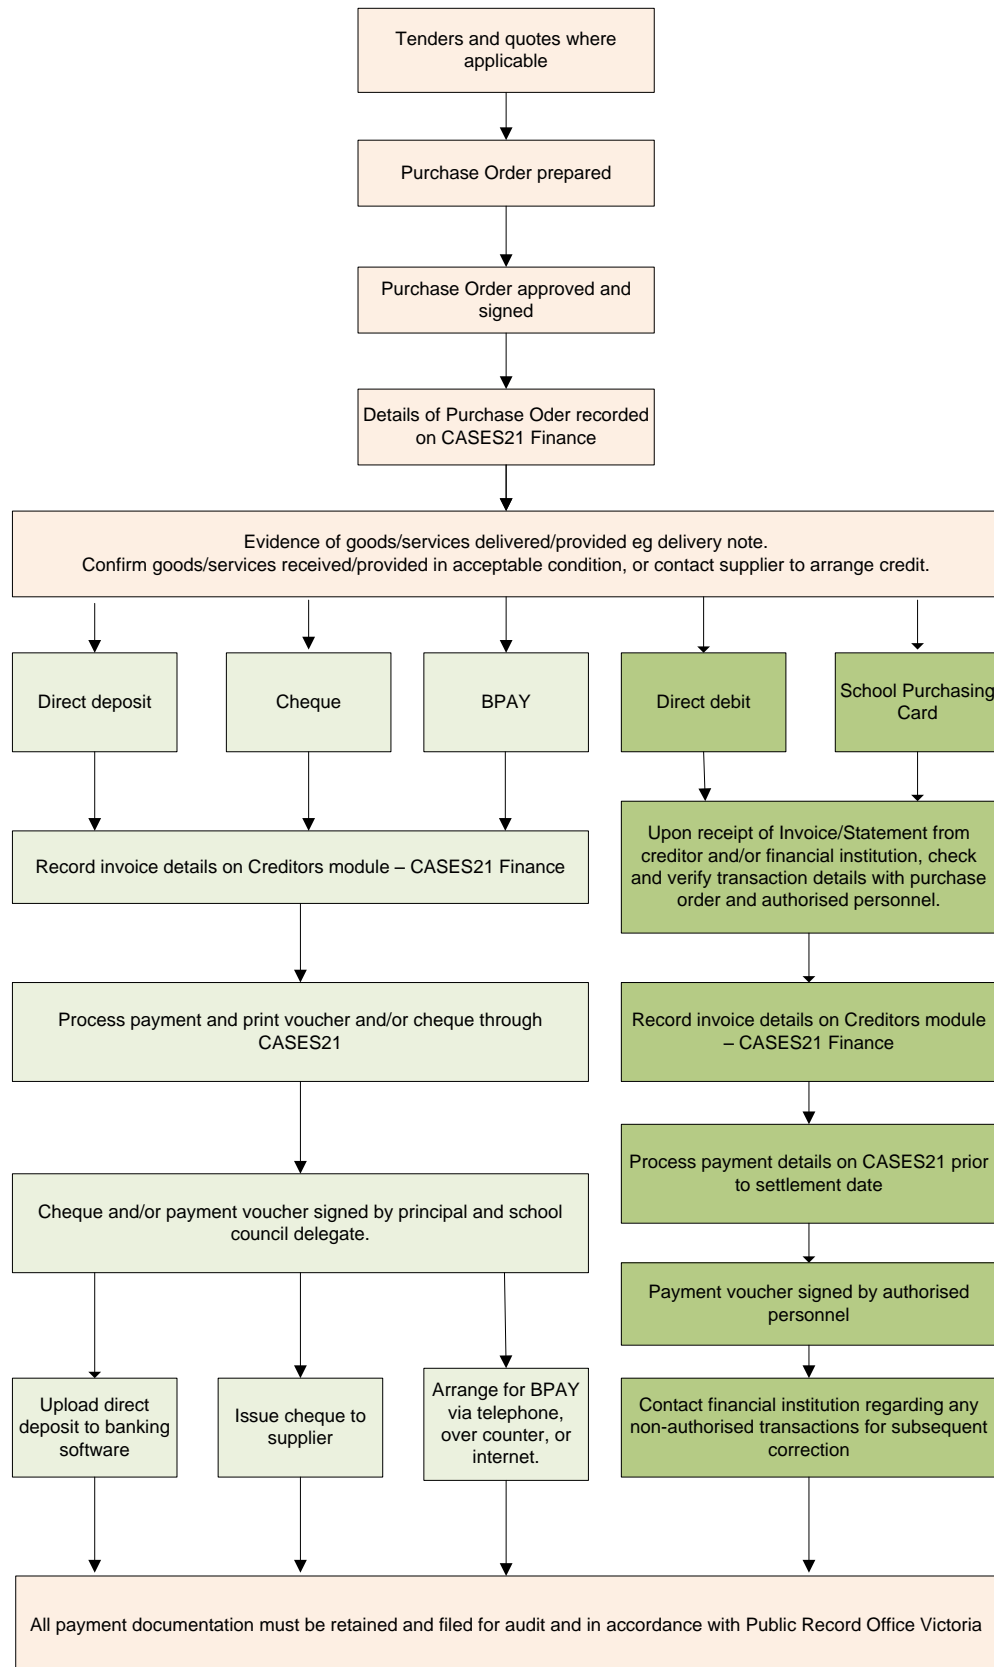 Tenders and quotes where
applicable
Purchase Order prepared
Purchase Order approved and
signed
Details of Purchase Oder recorded
on CASES21 Finance
Evidence of goods/services delivered/provided eg delivery note.
Confirm goods/services received/provided in acceptable condition, or contact supplier to arrange credit.
Direct deposit
Cheque
BPAY
Direct debit
School Purchasing
Card
Record invoice details on Creditors module – CASES21 Finance
Upon receipt of Invoice/Statement from
creditor and/or financial institution, check
and verify transaction details with purchase
order and authorised personnel.
Process payment and print voucher and/or cheque through
CASES21
Record invoice details on Creditors module
– CASES21 Finance
Process payment details on CASES21 prior
to settlement date
Cheque and/or payment voucher signed by principal and school
council delegate.
Payment voucher signed by authorised
personnel
Upload direct
deposit to banking
software
Issue cheque to
supplier
Arrange for BPAY
via telephone,
over counter, or
internet.
Contact financial institution regarding any
non-authorised transactions for subsequent
correction
All payment documentation must be retained and filed for audit and in accordance with Public Record Office Victoria